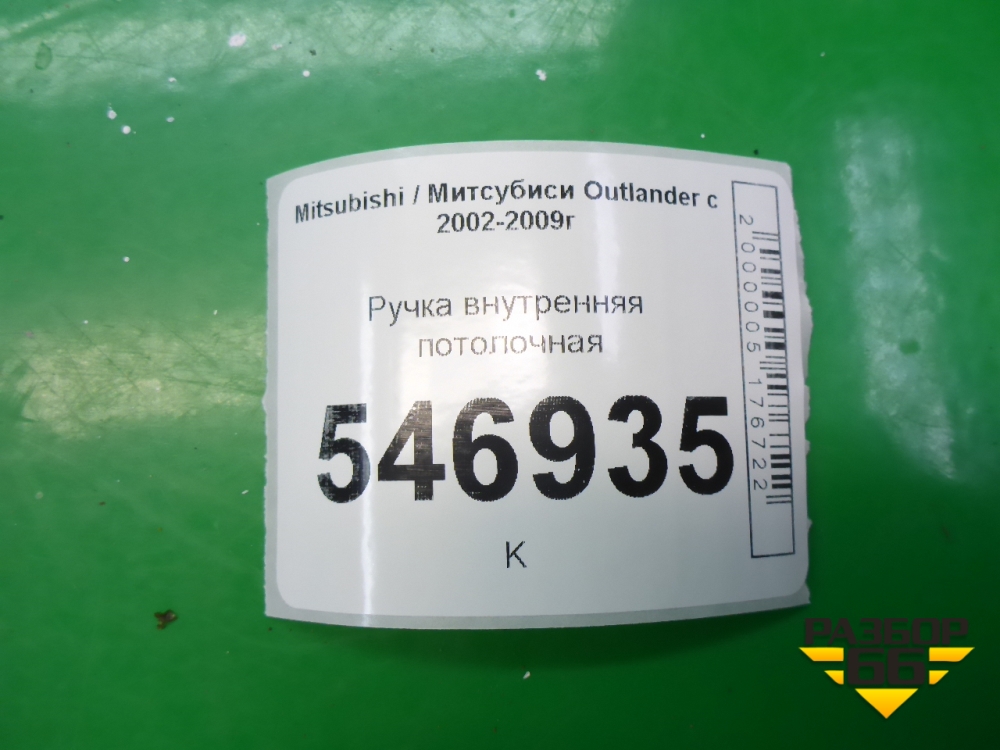 Mitsubishi / Митсубиси Outlander с
2002-2009г
Ручка внутренняя
потолочная
546935
К
2000005176722
РАЗБОР
66